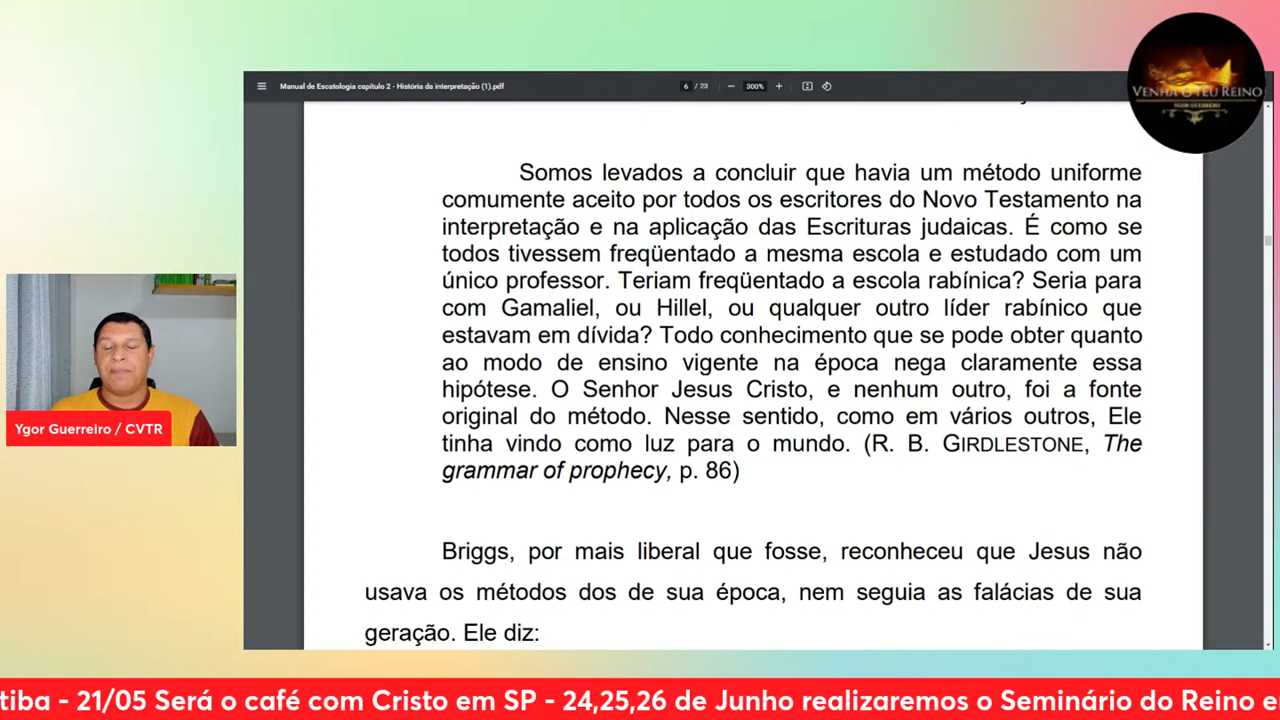 Manual de Escatologia capítulo 2 - História da interpretação (1).pdf
6 / 23
300%
VENHA O TEU REINO
YGOR GUERREIRO
Somos levados a concluir que havia um método uniforme
comumente aceito por todos os escritores do Novo Testamento na
interpretação e na aplicação das Escrituras judaicas. É como se
todos tivessem freqüentado a mesma escola e estudado com um
único professor. Teriam freqüentado a escola rabínica? Seria para
com Gamaliel, ou Hillel, ou qualquer outro líder rabínico que
estavam em dívida? Todo conhecimento que se pode obter quanto
ao modo de ensino vigente na época nega claramente essa
hipótese. O Senhor Jesus Cristo, e nenhum outro, foi a fonte
original do método. Nesse sentido, como em vários outros, Ele
tinha vindo como luz para o mundo. (R. B. GIRDLESTONE, The
grammar of prophecy, p. 86)
Briggs, por mais liberal que fosse, reconheceu que Jesus não
usava os métodos dos de sua época, nem seguia as falácias de sua
geração. Ele diz:
Ygor Guerreiro / CVTR
tiba - 21/05 Será o café com Cristo em SP - 24,25,26 de Junho realizaremos o Seminário do Reino e